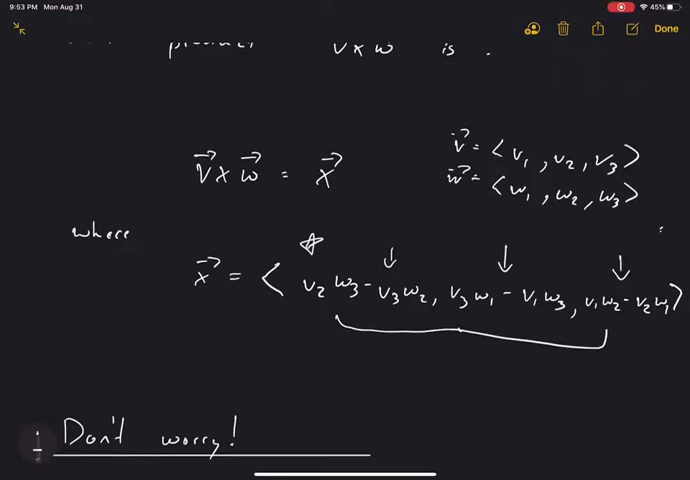 9:53 PM Mon Aug 31 45%
Done
product V × w is .
V⃗ × w⃗ = x⃗
v⃗ = < v₁, v₂, v₃ >
w⃗ = < w₁, w₂, w₃ >
where
x⃗ = < v₂ w₃ - v₃ w₂, v₃ w₁ - v₁ w₃, v₁ w₂ - v₂ w₁ >
Don't worry!